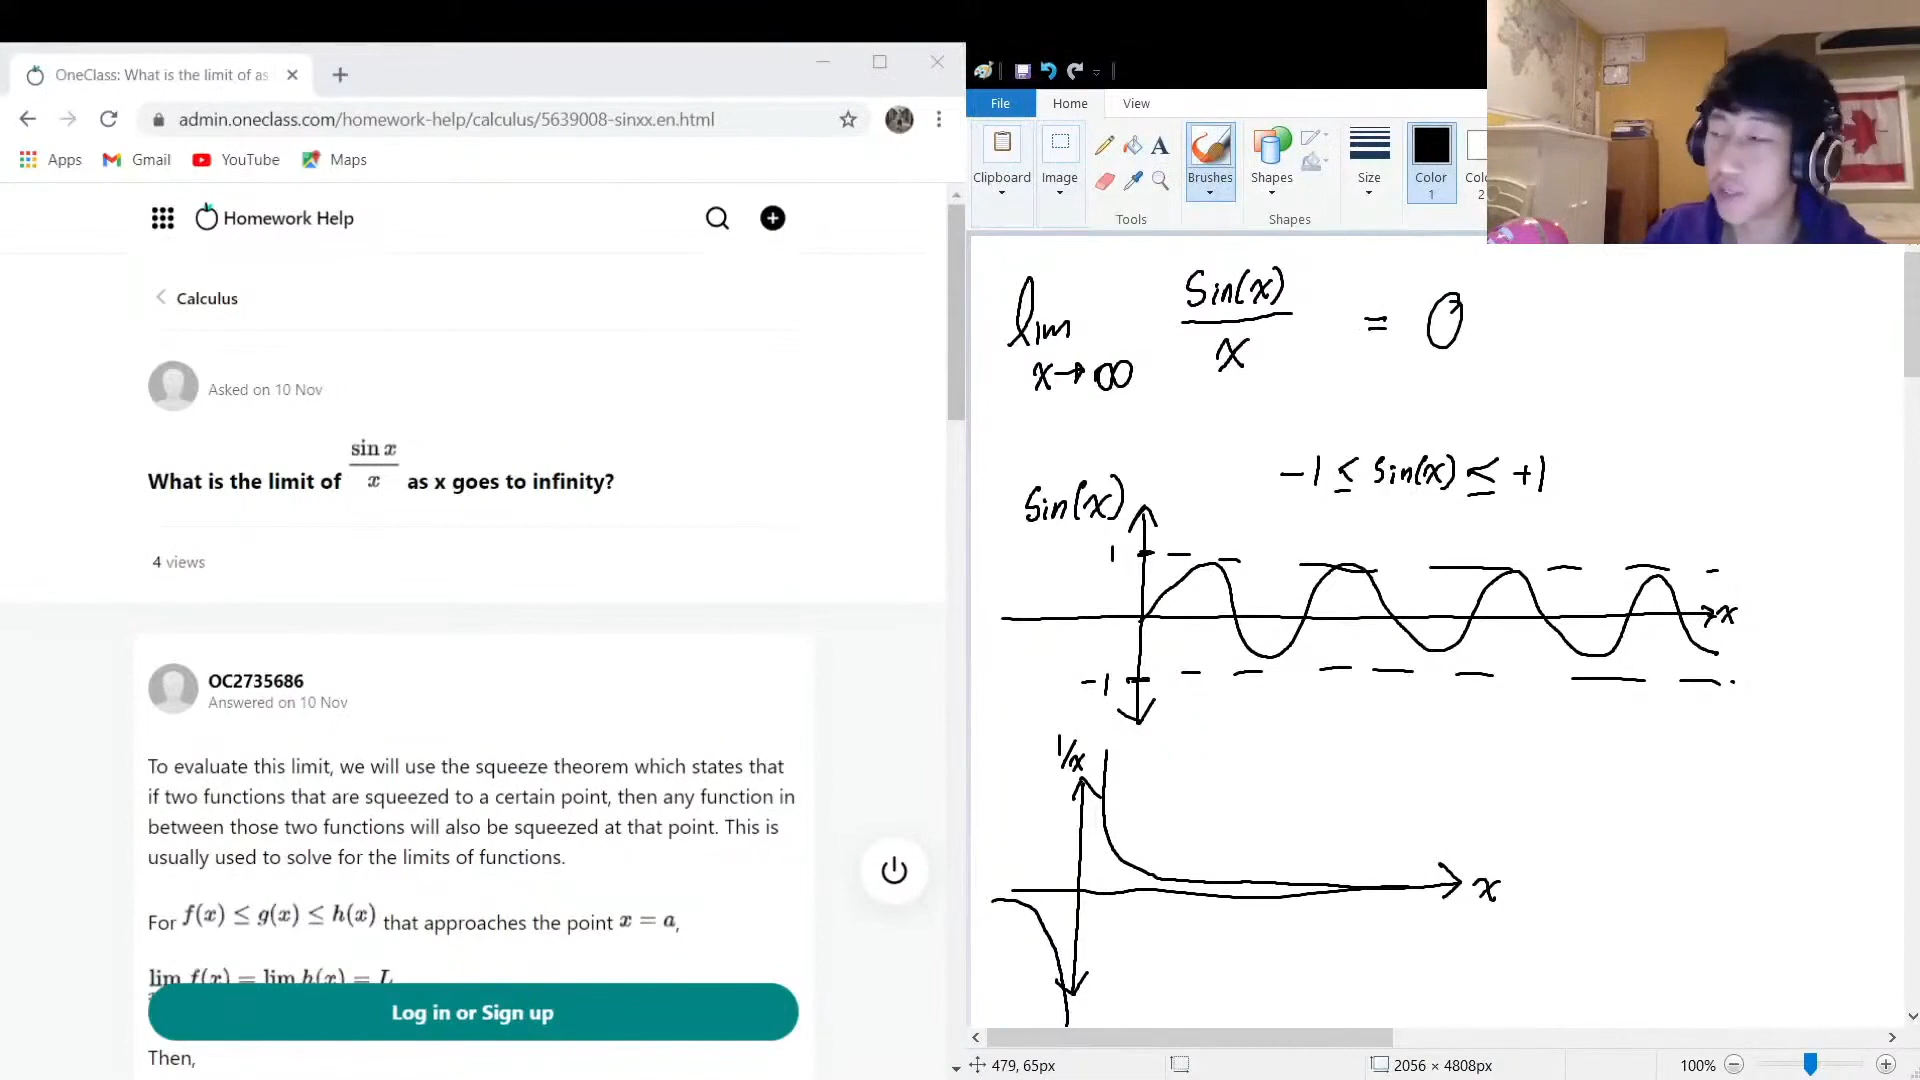 OneClass: What is the limit of as
admin.oneclass.com/homework-help/calculus/5639008-sinxx.en.html
Apps Gmail YouTube Maps
Homework Help
Calculus
Asked on 10 Nov
What is the limit of sin x / x as x goes to infinity?
4 views
OC2735686
Answered on 10 Nov
To evaluate this limit, we will use the squeeze theorem which states that
if two functions that are squeezed to a certain point, then any function in
between those two functions will also be squeezed at that point. This is
usually used to solve for the limits of functions.
For f(x) ≤ g(x) ≤ h(x) that approaches the point x = a,
lim f(x) = lim h(x) = L
Log in or Sign up
Then,
File Home View
Clipboard Image Brushes Shapes Size Color Colo
1 2
Tools Shapes
lim x→∞ Sin(x) / x = 0
-1 ≤ Sin(x) ≤ +1
Sin(x)
1
x
-1
1/x
x
479, 65px 2056 × 4808px 100%